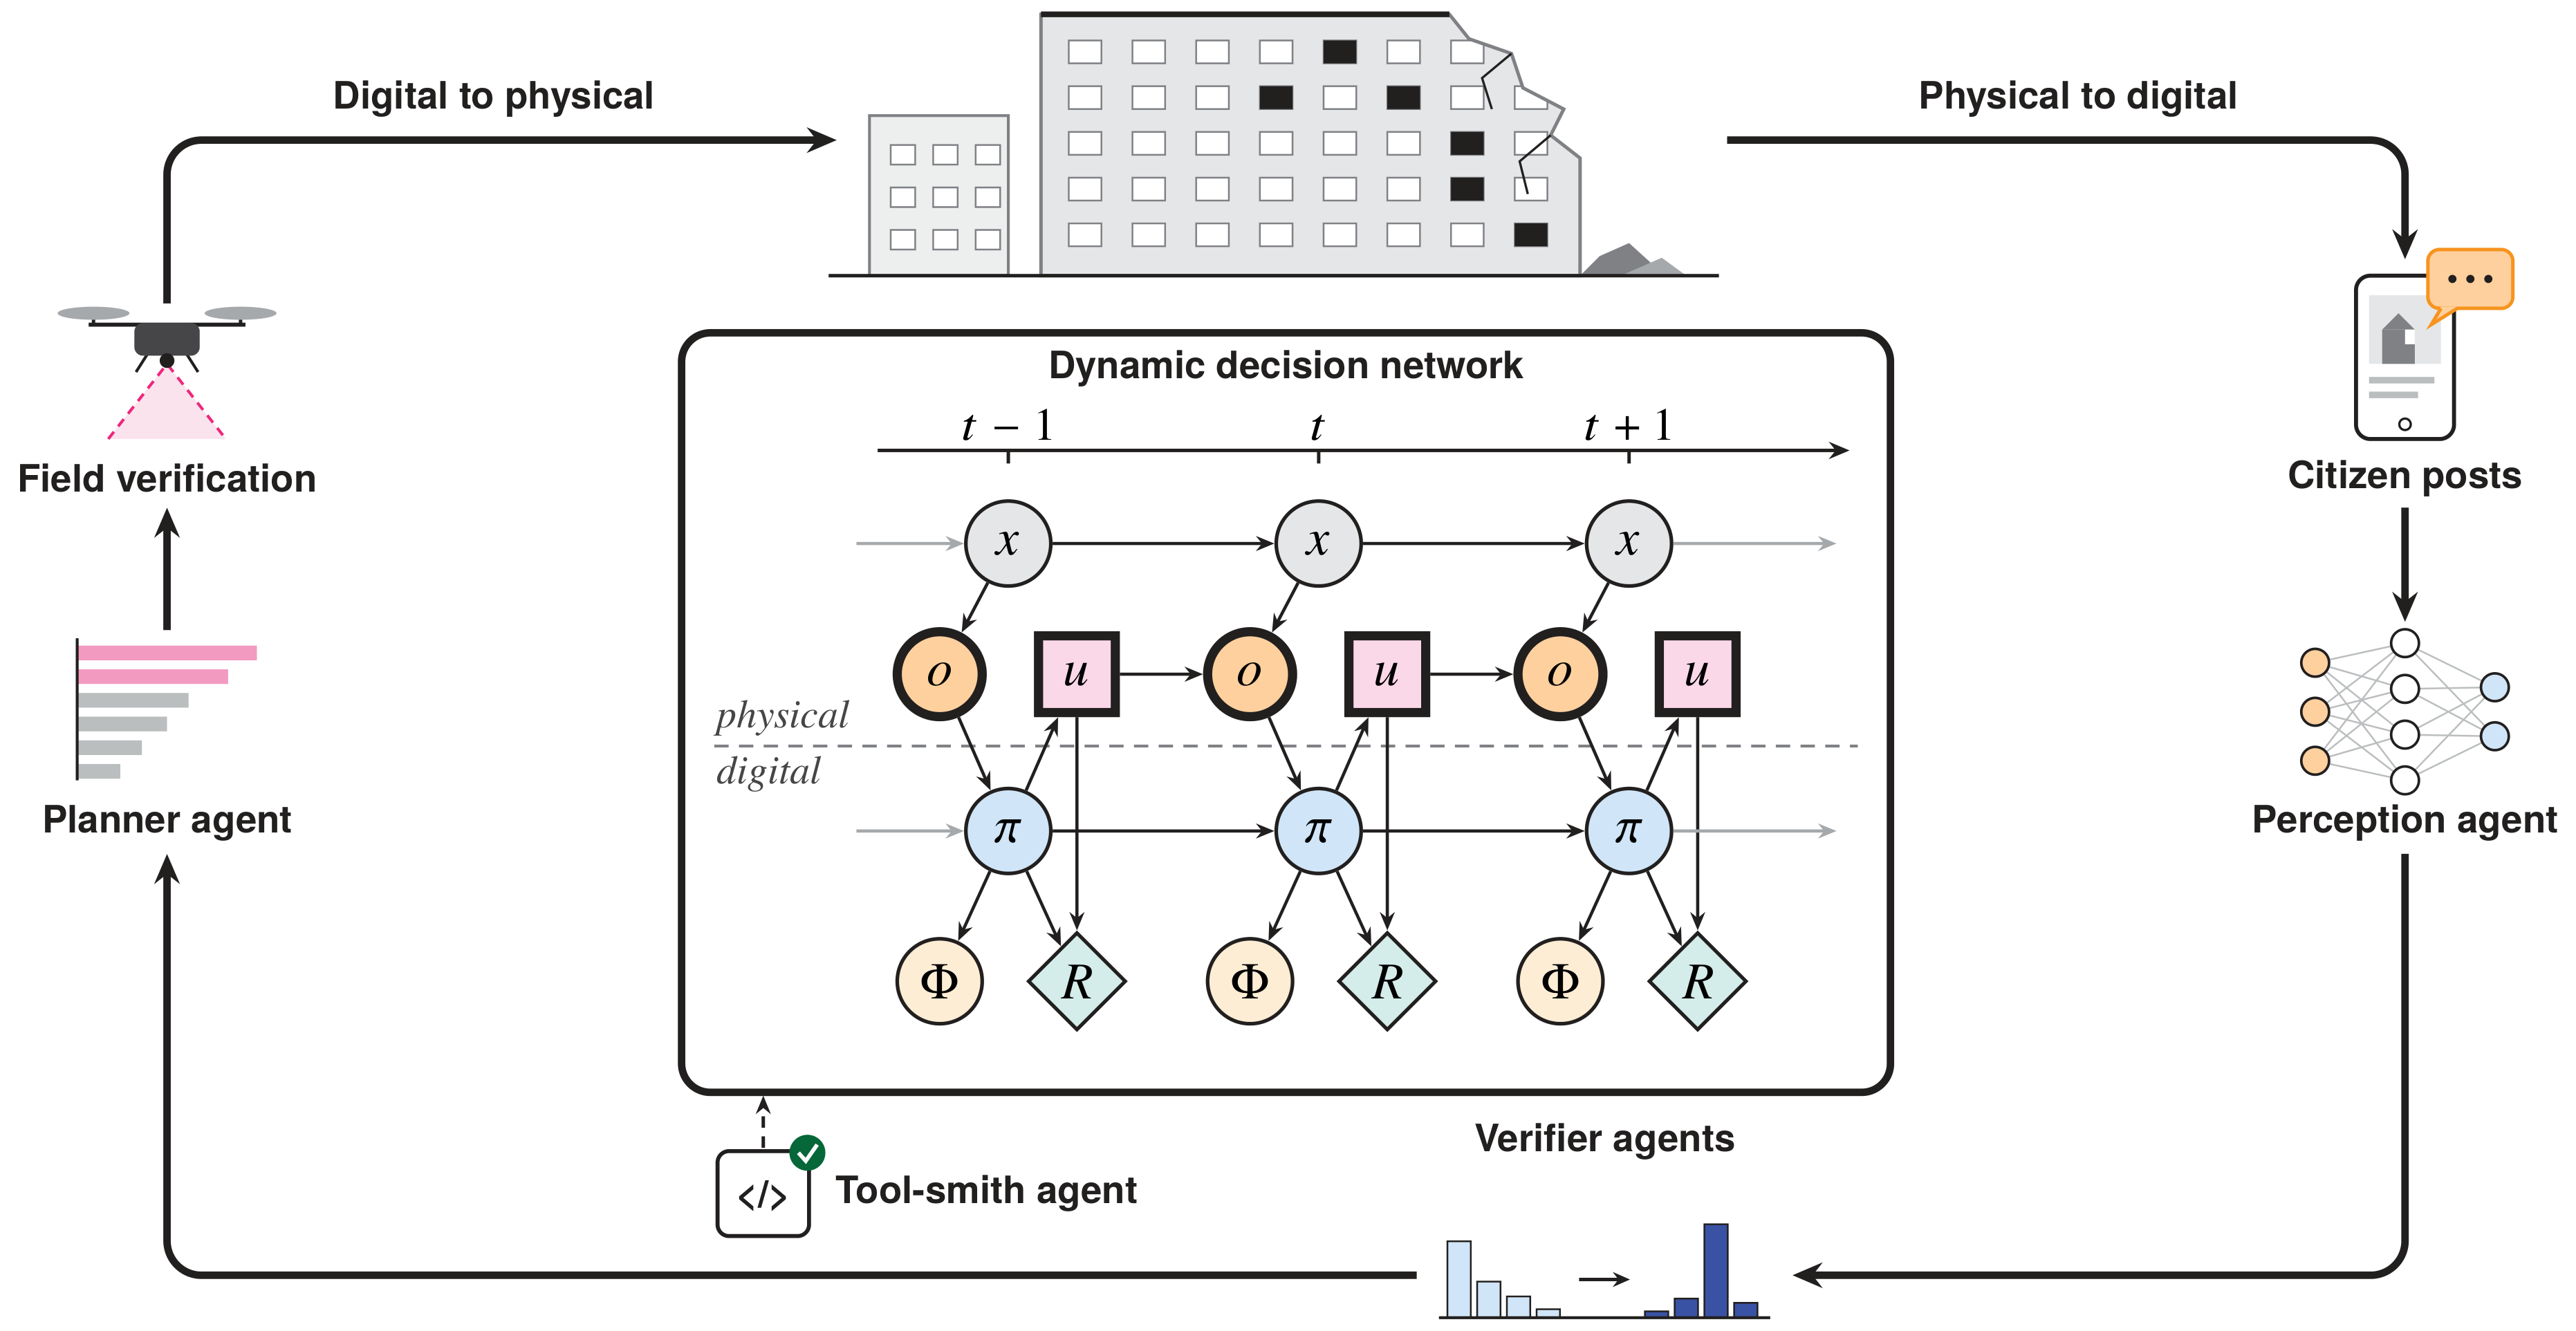 Digital to physical
Physical to digital
Dynamic decision network
t − 1
t
t + 1
x
x
x
o
u
o
u
o
u
physical
digital
π
π
π
Φ
R
Φ
R
Φ
R
Field verification
Planner agent
Citizen posts
Perception agent
Verifier agents
</>
Tool-smith agent